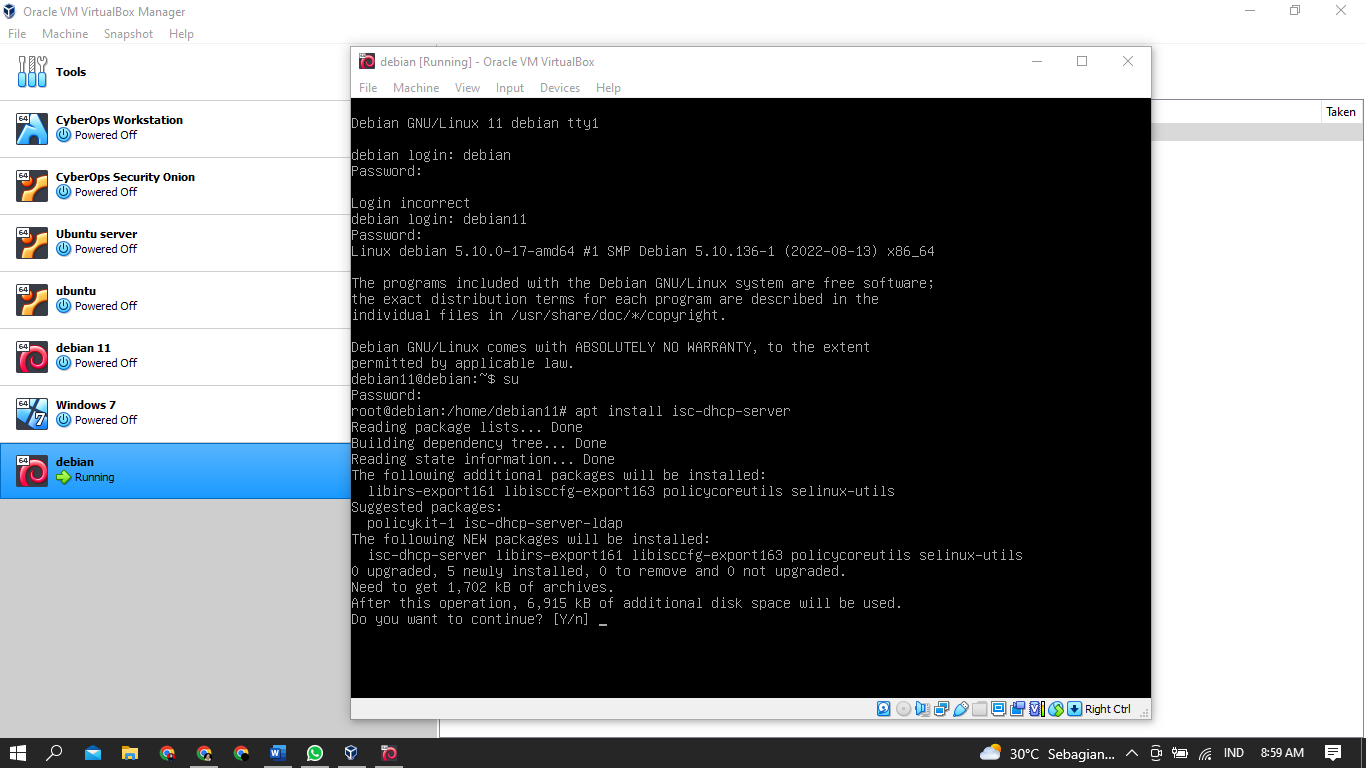 Oracle VM VirtualBox Manager
File Machine Snapshot Help
Tools
64
CyberOps Workstation
Powered Off
64
CyberOps Security Onion
Powered Off
64
Ubuntu server
Powered Off
64
ubuntu
Powered Off
64
debian 11
Powered Off
64
7
Windows 7
Powered Off
64
debian
Running
Taken
debian [Running] - Oracle VM VirtualBox
File Machine View Input Devices Help
Debian GNU/Linux 11 debian tty1
debian login: debian
Password:
Login incorrect
debian login: debian11
Password:
Linux debian 5.10.0-17-amd64 #1 SMP Debian 5.10.136-1 (2022-08-13) x86_64
The programs included with the Debian GNU/Linux system are free software;
the exact distribution terms for each program are described in the
individual files in /usr/share/doc/*/copyright.
Debian GNU/Linux comes with ABSOLUTELY NO WARRANTY, to the extent
permitted by applicable law.
debian11@debian:~$ su
Password:
root@debian:/home/debian11# apt install isc-dhcp-server
Reading package lists... Done
Building dependency tree... Done
Reading state information... Done
The following additional packages will be installed:
libirs-export161 libisccfg-export163 policycoreutils selinux-utils
Suggested packages:
policykit-1 isc-dhcp-server-ldap
The following NEW packages will be installed:
isc-dhcp-server libirs-export161 libisccfg-export163 policycoreutils selinux-utils
0 upgraded, 5 newly installed, 0 to remove and 0 not upgraded.
Need to get 1,702 kB of archives.
After this operation, 6,915 kB of additional disk space will be used.
Do you want to continue? [Y/n] _
Right Ctrl
30°C Sebagian... IND 8:59 AM